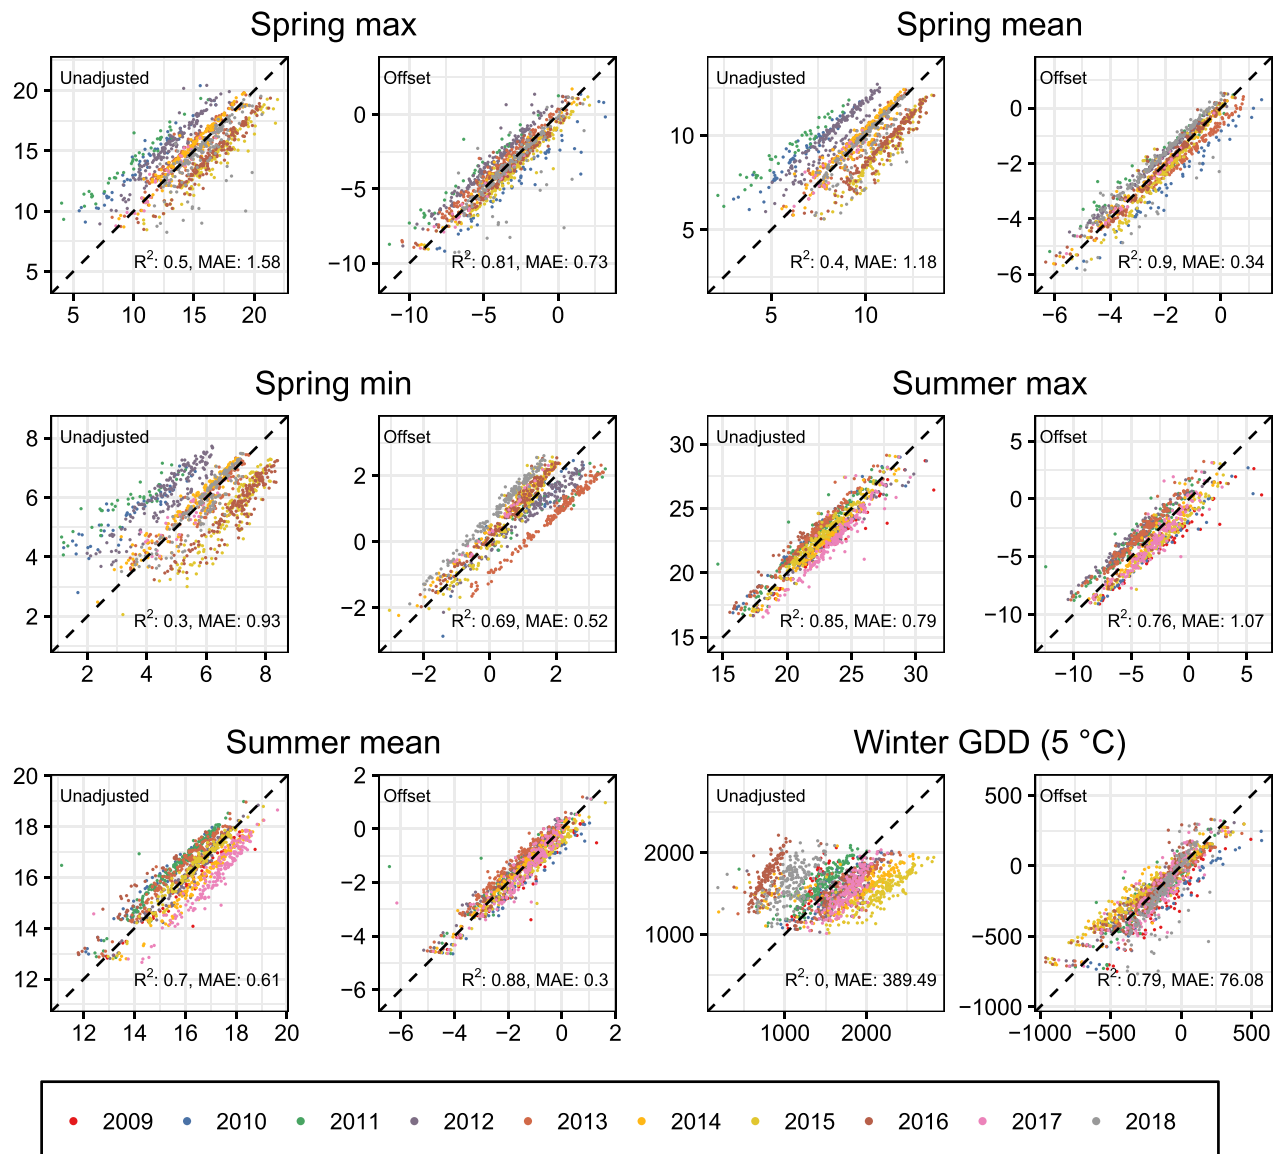 Spring max
Spring mean
Unadjusted
Offset
Unadjusted
Offset
20
15
10
5
0
−5
−10
10
5
0
−2
−4
−6
R²: 0.5, MAE: 1.58
R²: 0.81, MAE: 0.73
R²: 0.4, MAE: 1.18
R²: 0.9, MAE: 0.34
5 10 15 20
−10 −5 0
5 10
−6 −4 −2 0
Spring min
Summer max
Unadjusted
Offset
Unadjusted
Offset
8
6
4
2
2
0
−2
30
25
20
15
5
0
−5
−10
R²: 0.3, MAE: 0.93
R²: 0.69, MAE: 0.52
R²: 0.85, MAE: 0.79
R²: 0.76, MAE: 1.07
2 4 6 8
−2 0 2
15 20 25 30
−10 −5 0 5
Summer mean
Winter GDD (5 °C)
Unadjusted
Offset
Unadjusted
Offset
20
18
16
14
12
2
0
−2
−4
−6
2000
1000
500
0
−500
−1000
R²: 0.7, MAE: 0.61
R²: 0.88, MAE: 0.3
R²: 0, MAE: 389.49
R²: 0.79, MAE: 76.08
12 14 16 18 20
−6 −4 −2 0 2
1000 2000
−1000 −500 0 500
2009 2010 2011 2012 2013 2014 2015 2016 2017 2018